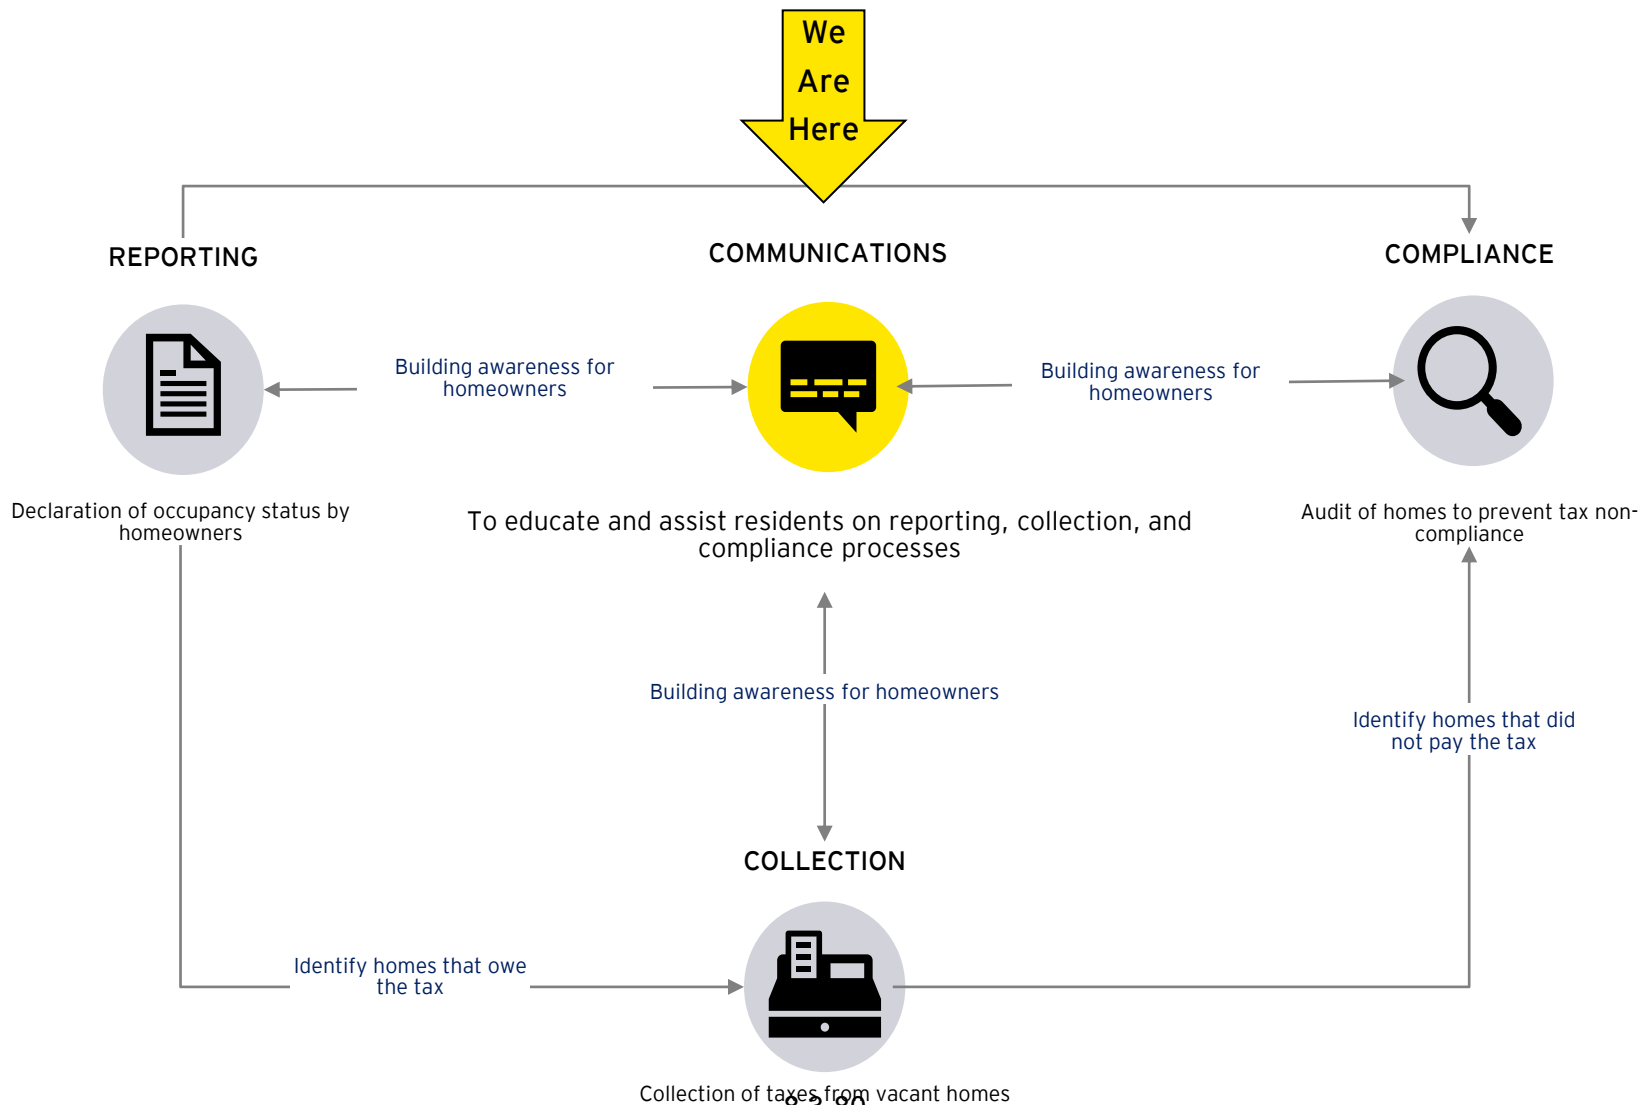 We
Are
Here
REPORTING
COMMUNICATIONS
COMPLIANCE
Building awareness for
homeowners
Building awareness for
homeowners
Declaration of occupancy status by
homeowners
To educate and assist residents on reporting, collection, and
compliance processes
Audit of homes to prevent tax non-
compliance
Building awareness for homeowners
Identify homes that did
not pay the tax
COLLECTION
Identify homes that owe
the tax
Collection of taxes from vacant homes